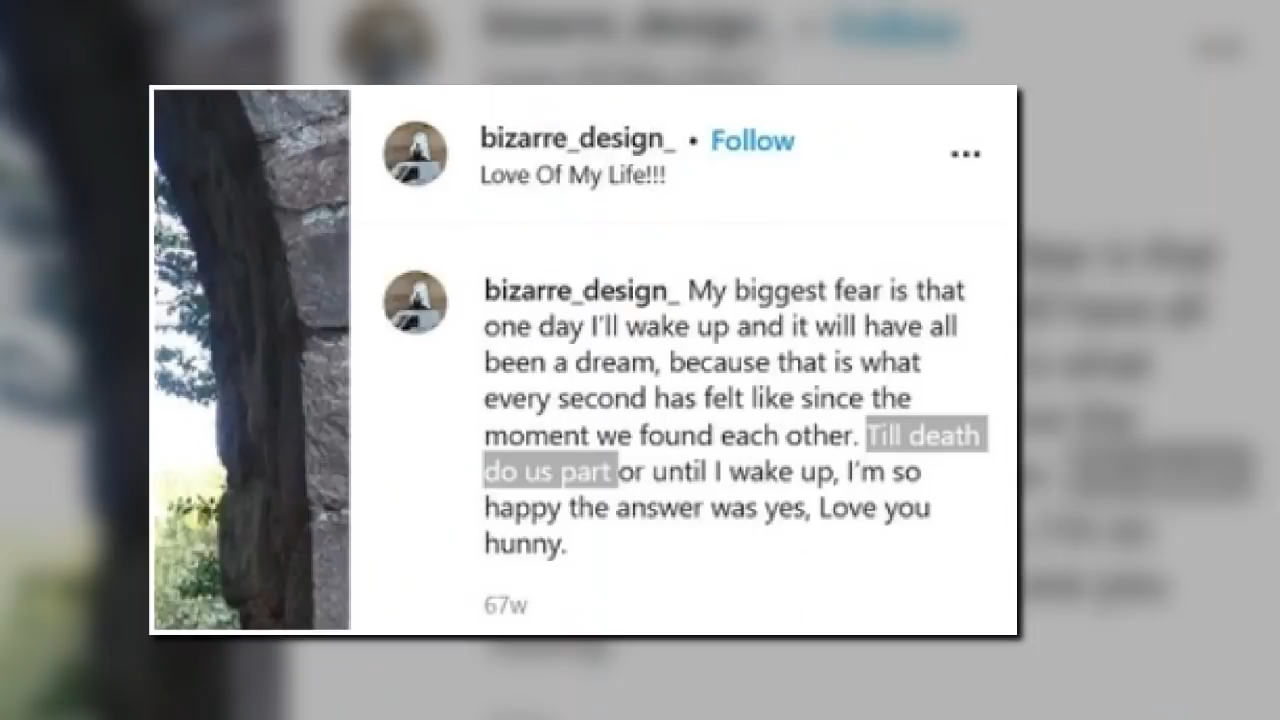 bizarre_design_ • Follow
Love Of My Life!!!
bizarre_design_ My biggest fear is that
one day I'll wake up and it will have all
been a dream, because that is what
every second has felt like since the
moment we found each other. Till death
do us part or until I wake up, I'm so
happy the answer was yes, Love you
hunny.
67w